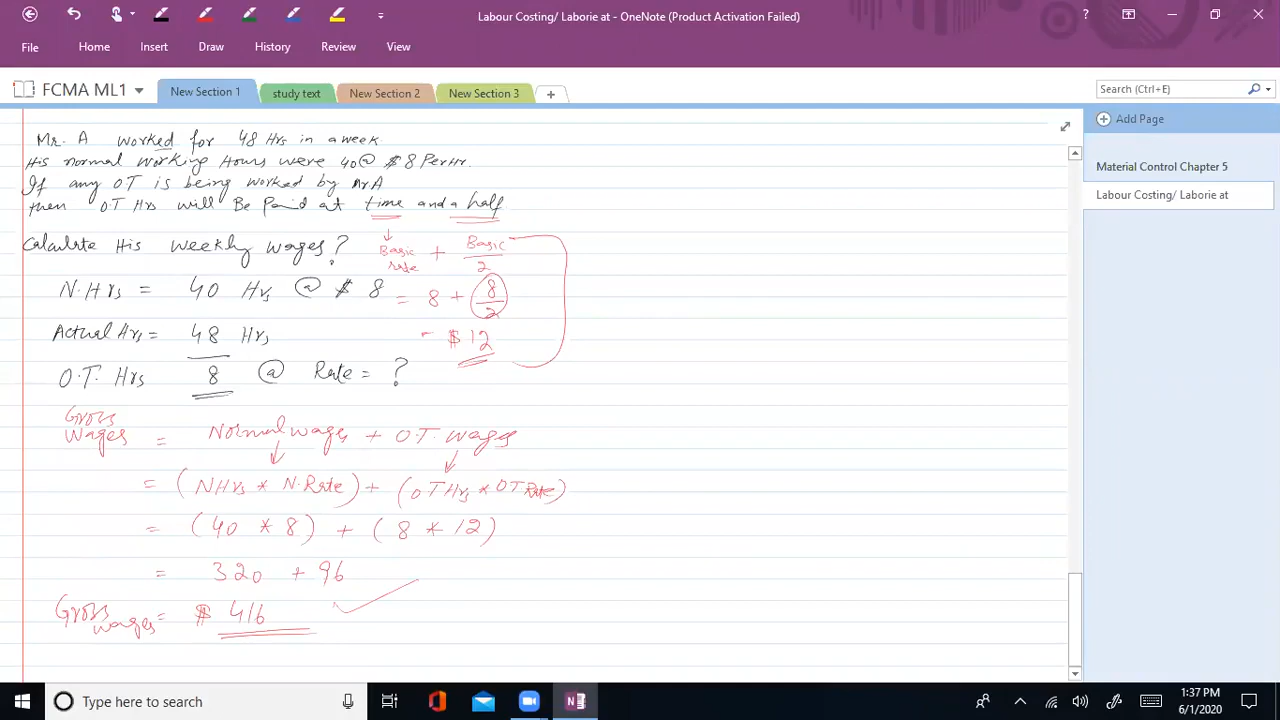 Labour Costing/ Laborie at - OneNote (Product Activation Failed)
?
File Home Insert Draw History Review View
FCMA ML1 New Section 1 study text New Section 2 New Section 3 +
Search (Ctrl+E)
Add Page
Material Control Chapter 5
Labour Costing/ Laborie at
Mr. A worked for 48 Hrs in a week.
His normal working Hours were 40 @ $8 Per Hr.
If any OT is being worked by Mr A
then OT Hrs will Be Paid at time and a half.
Calculate His weekly wages?
Basic rate + Basic/2
N.Hrs = 40 Hrs @ $ 8
= 8 + 8/2
Actual Hrs = 48 Hrs
= $12
O.T. Hrs 8 @ Rate = ?
Gross wages = Normal wages + O.T. wages
= (NHrs * N.Rate) + (OT Hrs * OT Rate)
= (40 * 8) + (8 * 12)
= 320 + 96
Gross wages = $ 416
Type here to search
1:37 PM
6/1/2020